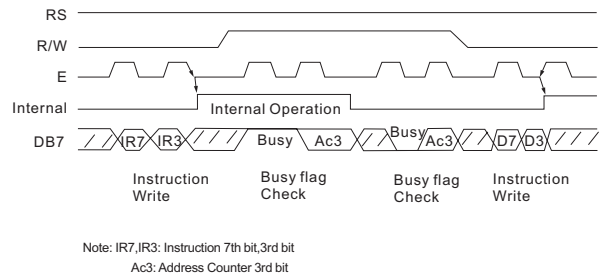 RS
R/W
E
Internal Internal Operation
DB7 IR7 IR3 Busy Ac3 Busy Ac3 D7 D3
Instruction Write Busy flag Check Busy flag Check Instruction Write
Note: IR7,IR3: Instruction 7th bit,3rd bit
Ac3: Address Counter 3rd bit